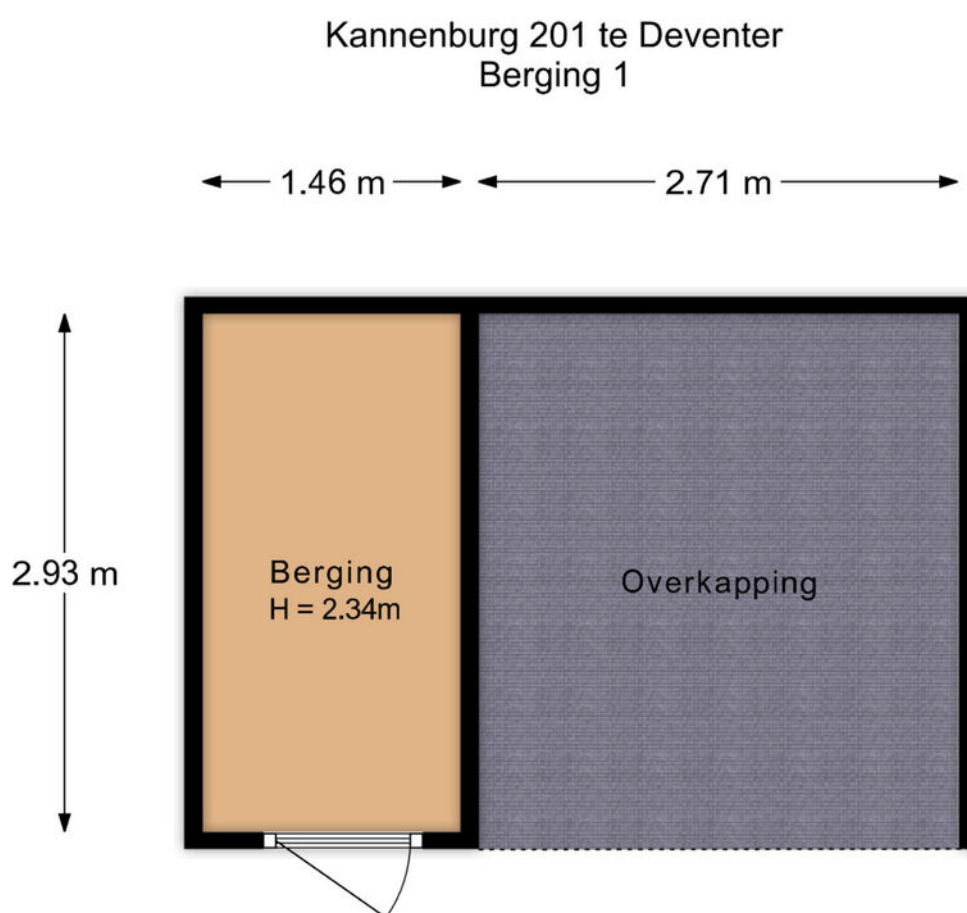 Kannenburg 201 te Deventer
Berging 1
1.46 m
2.71 m
2.93 m
Berging
H = 2.34m
Overkapping